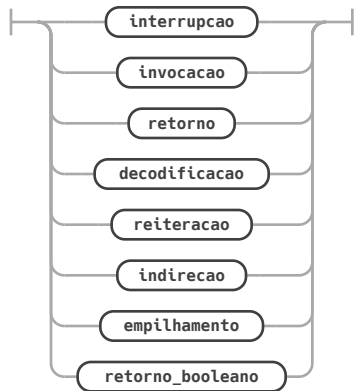 interrupcao
invocacao
retorno
decodificacao
reiteracao
indirecao
empilhamento
retorno_booleano